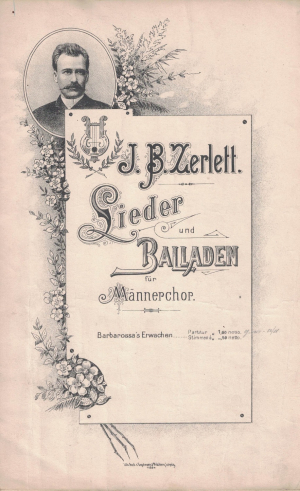 J. B. Zerlett.
Lieder
und
BALLADEN
für
Männerchor.
Barbarossa's Erwachen
Partitur
Stimmen